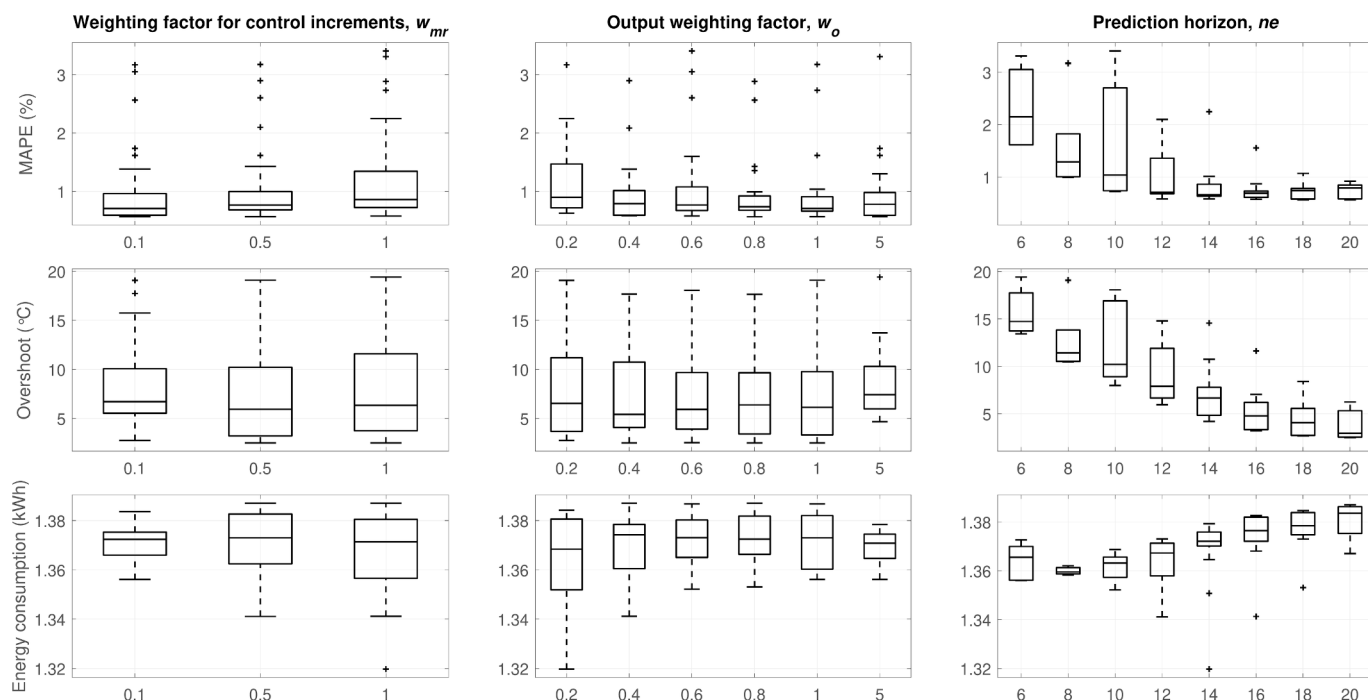 Weighting factor for control increments, w_mr
Output weighting factor, w_o
Prediction horizon, ne
MAPE (%)
3
2
1
0.1 0.5 1
3
2
1
0.2 0.4 0.6 0.8 1 5
3
2
1
6 8 10 12 14 16 18 20
Overshoot (°C)
20
15
10
5
0.1 0.5 1
20
15
10
5
0.2 0.4 0.6 0.8 1 5
20
15
10
5
6 8 10 12 14 16 18 20
Energy consumption (kWh)
1.38
1.36
1.34
1.32
0.1 0.5 1
1.38
1.36
1.34
1.32
0.2 0.4 0.6 0.8 1 5
1.38
1.36
1.34
1.32
6 8 10 12 14 16 18 20